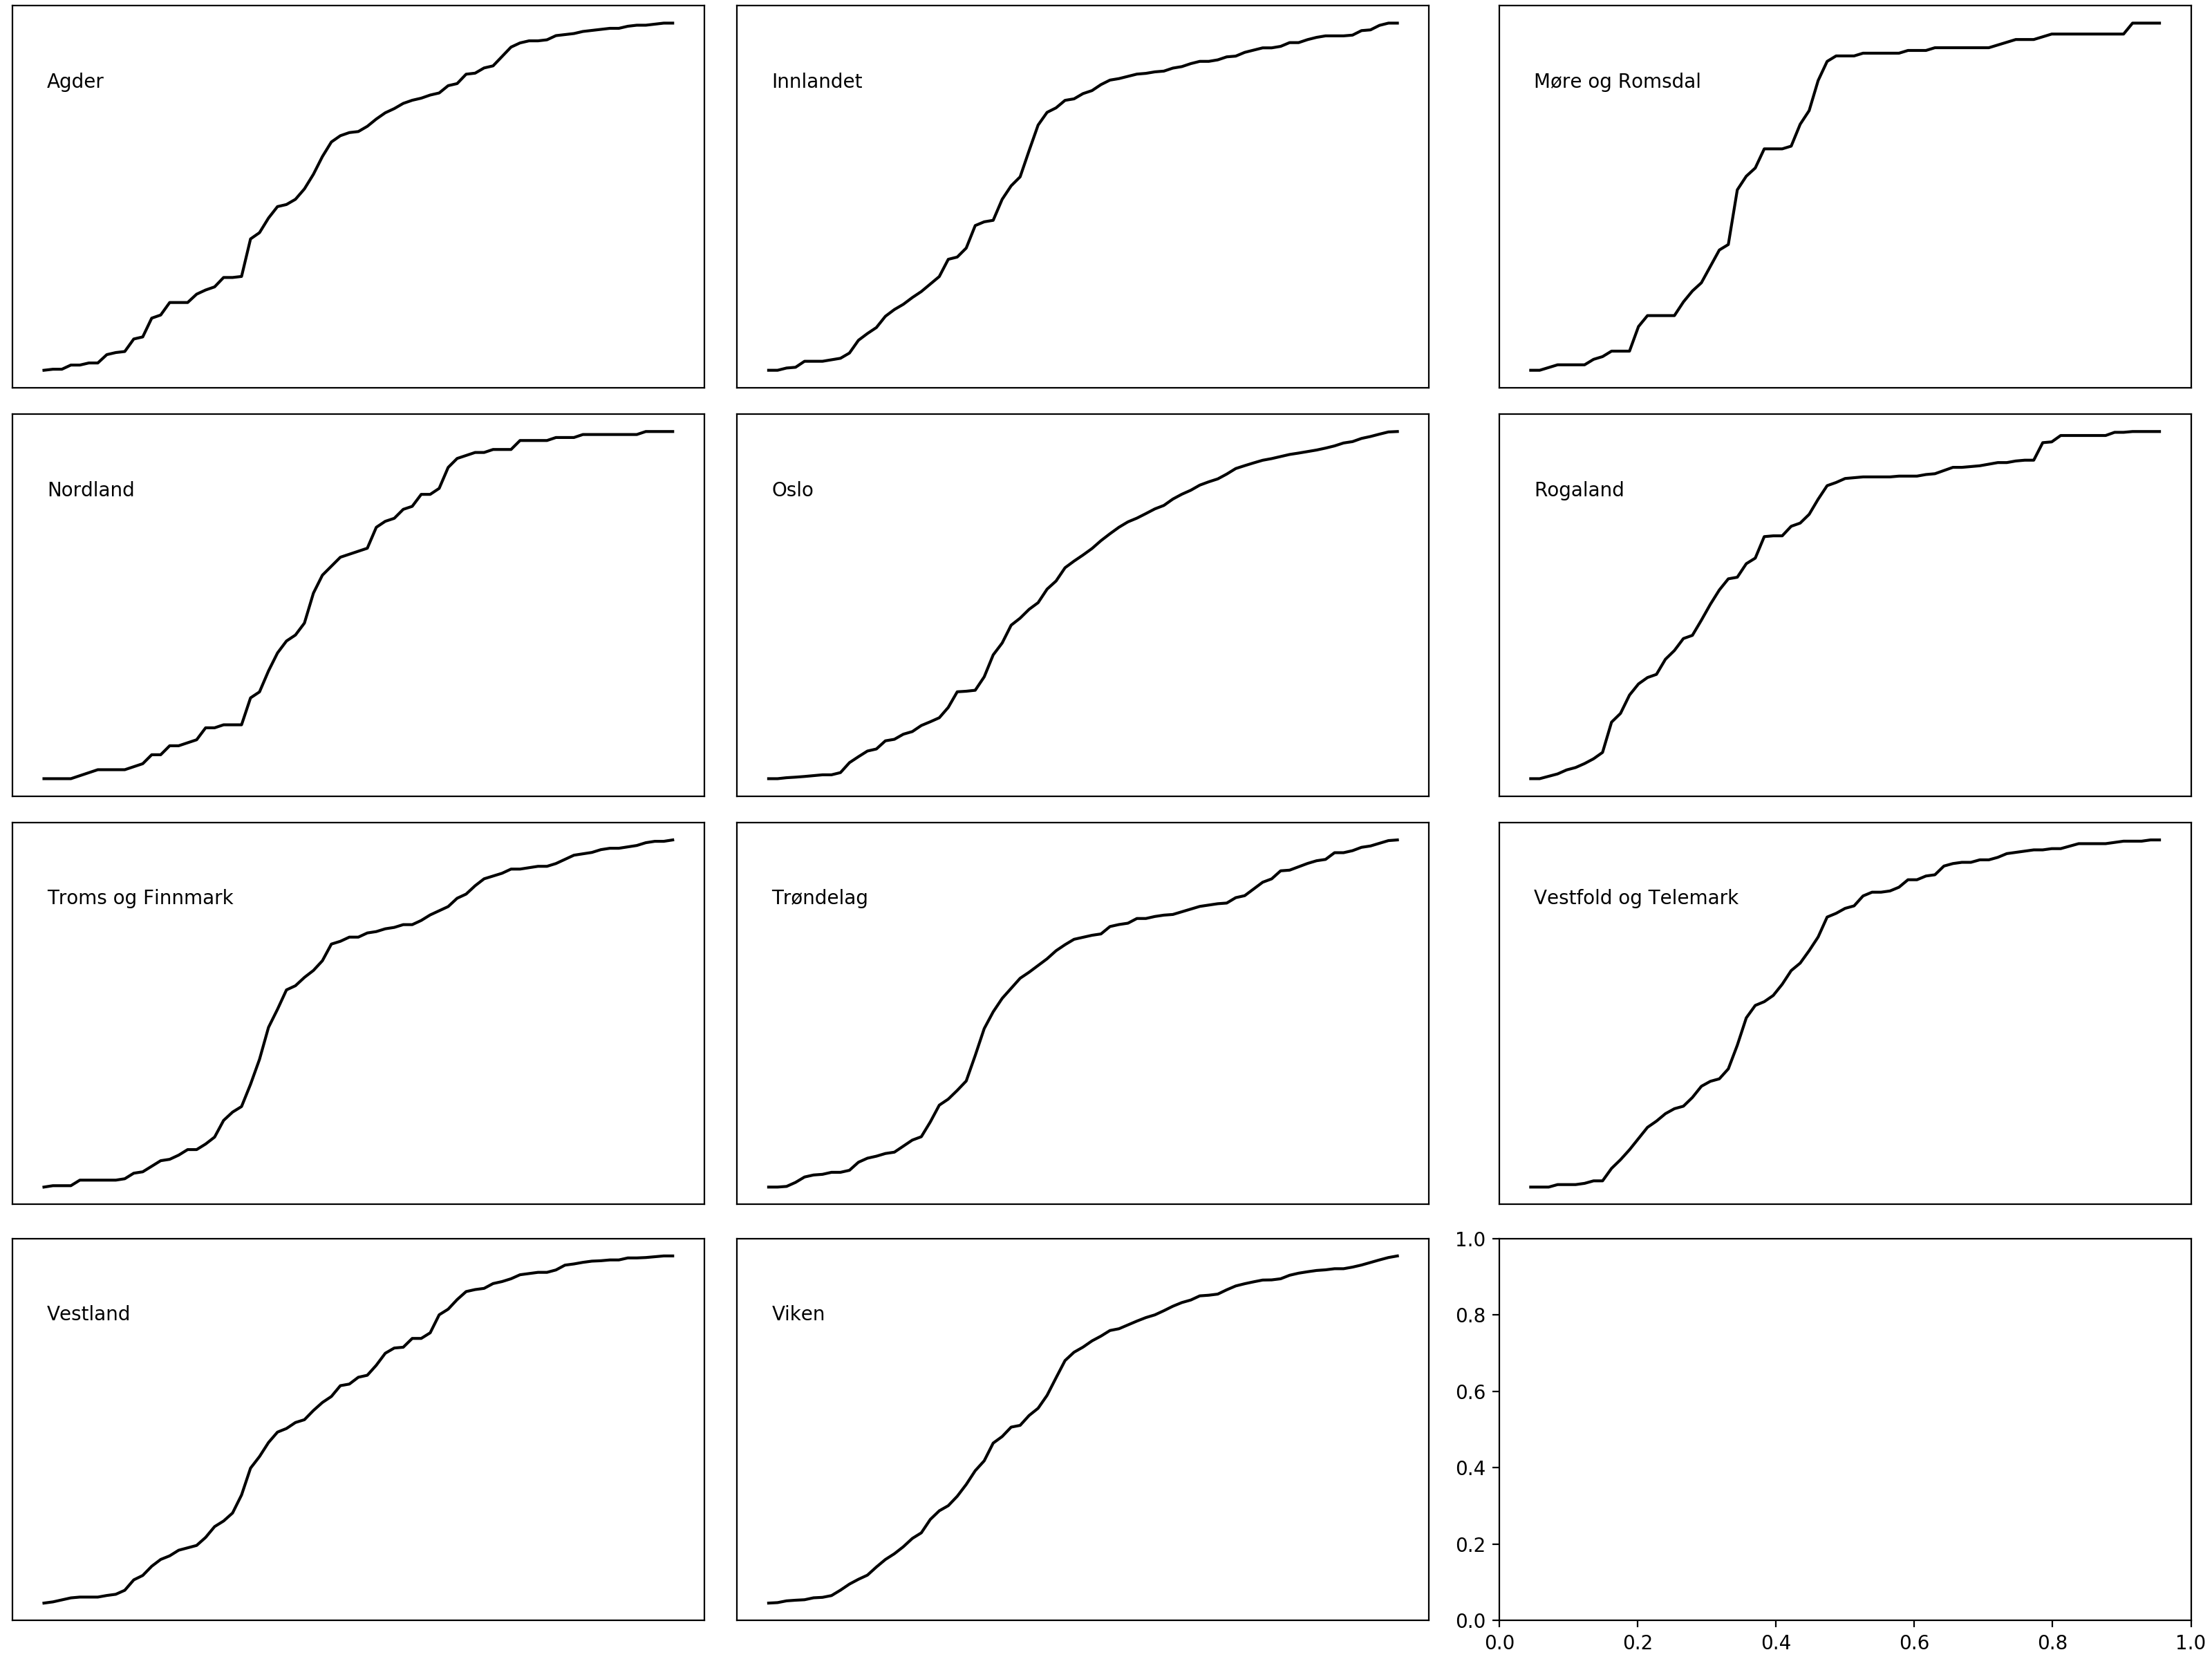 Agder
Innlandet
Møre og Romsdal
Nordland
Oslo
Rogaland
Troms og Finnmark
Trøndelag
Vestfold og Telemark
Vestland
Viken
1.0
0.8
0.6
0.4
0.2
0.0
0.0 0.2 0.4 0.6 0.8 1.0